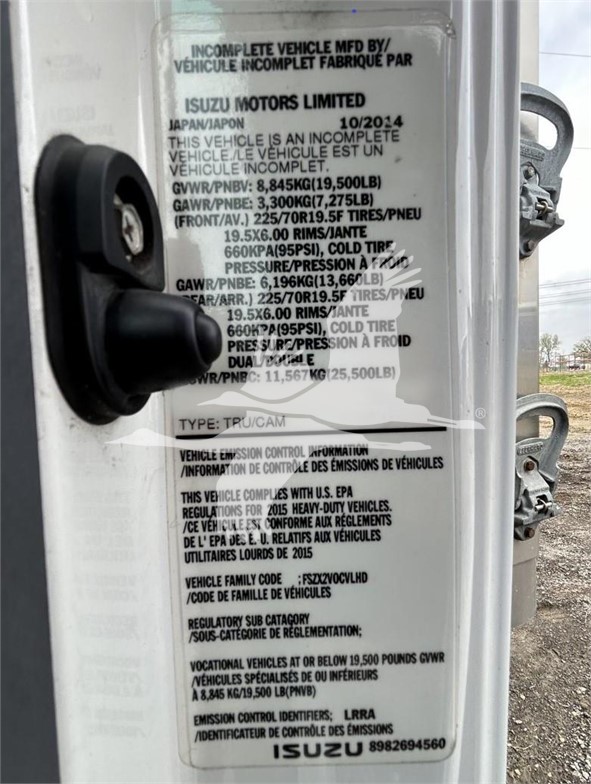 INCOMPLETE VEHICLE MFD BY/
VÉHICULE INCOMPLET FABRIQUÉ PAR
ISUZU MOTORS LIMITED
JAPAN/JAPON 10/2014
THIS VEHICLE IS AN INCOMPLETE
VEHICLE./LE VÉHICULE EST UN
VÉHICULE INCOMPLET.
GVWR/PNBV: 8,845KG(19,500LB)
GAWR/PNBE: 3,300KG(7,275LB)
(FRONT/AV.) 225/70R19.5F TIRES/PNEU
19.5X6.00 RIMS/JANTE
660KPA(95PSI), COLD TIRE
PRESSURE/PRESSION À FROID
GAWR/PNBE: 6,196KG(13,660LB)
(REAR/ARR.) 225/70R19.5F TIRES/PNEU
19.5X6.00 RIMS/JANTE
660KPA(95PSI), COLD TIRE
PRESSURE/PRESSION À FROID
DUAL/DOUBLE
GCWR/PNBC: 11,567KG(25,500LB)
TYPE: TRU/CAM
VEHICLE EMISSION CONTROL INFORMATION
/INFORMATION DE CONTRÔLE DES ÉMISSIONS DE VÉHICULES
THIS VEHICLE COMPLIES WITH U.S. EPA
REGULATIONS FOR 2015 HEAVY-DUTY VEHICLES.
/CE VÉHICULE EST CONFORME AUX RÉGLEMENTS
DE L' EPA DES É. U. RELATIFS AUX VÉHICULES
UTILITAIRES LOURDS DE 2015
VEHICLE FAMILY CODE ; FSZX2VOCVLHD
/CODE DE FAMILLE DE VÉHICULES
REGULATORY SUB CATAGORY
/SOUS-CATÉGORIE DE RÉGLEMENTATION;
VOCATIONAL VEHICLES AT OR BELOW 19,500 POUNDS GVWR
/VÉHICULES SPÉCIALISÉS DE OU INFÉRIEURS
À 8,845 KG/19,500 LB(PNVB)
EMISSION CONTROL IDENTIFIERS; LRRA
/IDENTIFICATEUR DE CONTRÔLE DES ÉMISSIONS
ISUZU 8982694560